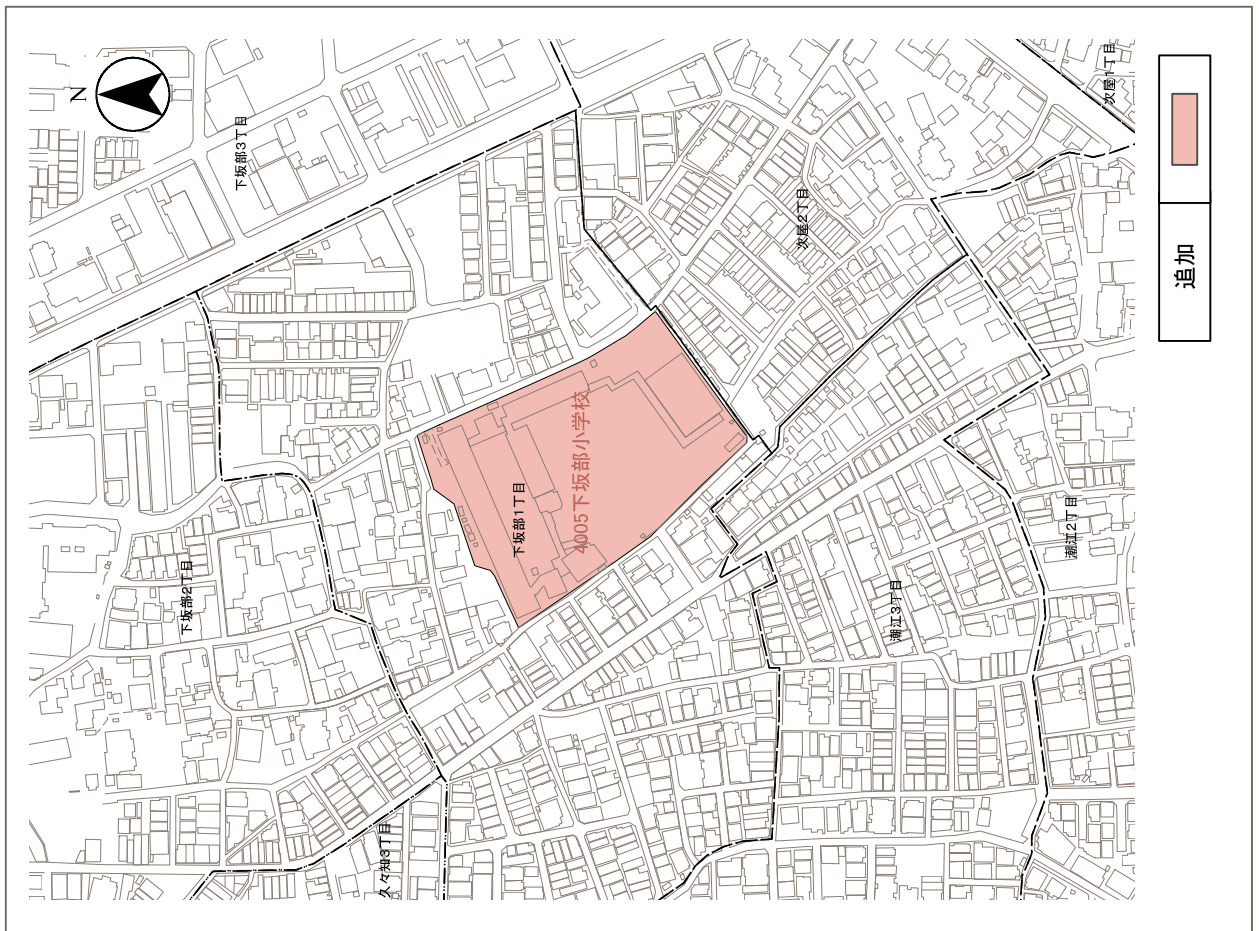 N
下坂部3丁目
次屋1丁目
次屋2丁目
追加
4005下坂部小学校
下坂部1丁目
下坂部2丁目
潮江2丁目
潮江3丁目
久々知3丁目